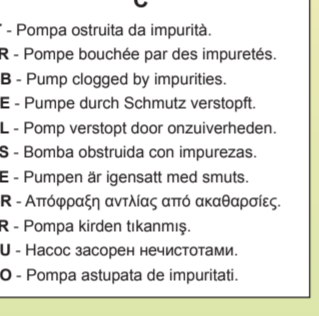 C
- Pompa ostruita da impurità.
R - Pompe bouchée par des impuretés.
B - Pump clogged by impurities.
E - Pumpe durch Schmutz verstopft.
L - Pomp verstopt door onzuiverheden.
S - Bomba obstruida con impurezas.
E - Pumpen är igensatt med smuts.
R - Απόφραξη αντλίας από ακαθαρσίες.
R - Pompa kirden tıkanmış.
U - Насос засорен нечистотами.
O - Pompa astupata de impuritati.